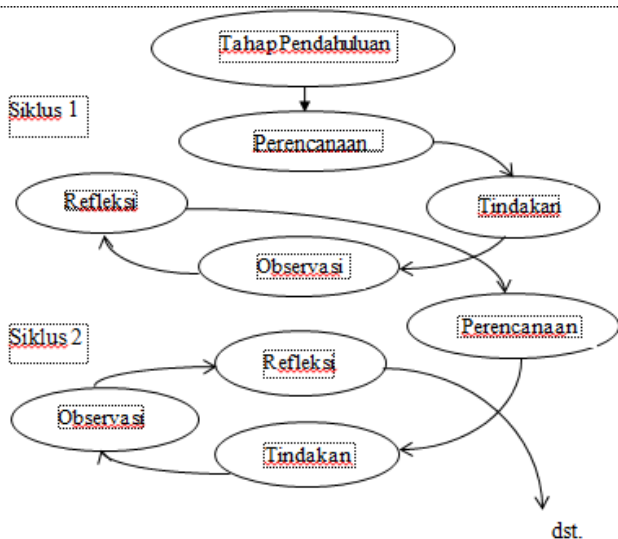 Tahap Pendahuluan
Siklus 1
Perencanaan
Refleksi
Tindakan
Observasi
Perencanaan
Siklus 2
Refleksi
Observasi
Tindakan
dst.